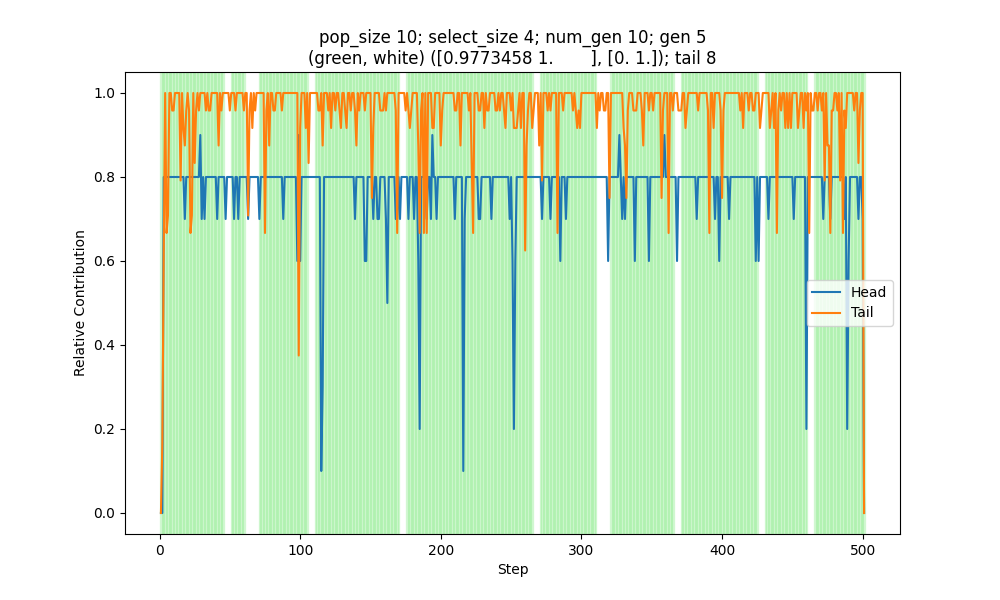 pop_size 10; select_size 4; num_gen 10; gen 5
(green, white) ([0.9773458 1.        ], [0. 1.]); tail 8
1.0
0.8
0.6
0.4
0.2
0.0
Relative Contribution
Head
Tail
0
100
200
300
400
500
Step